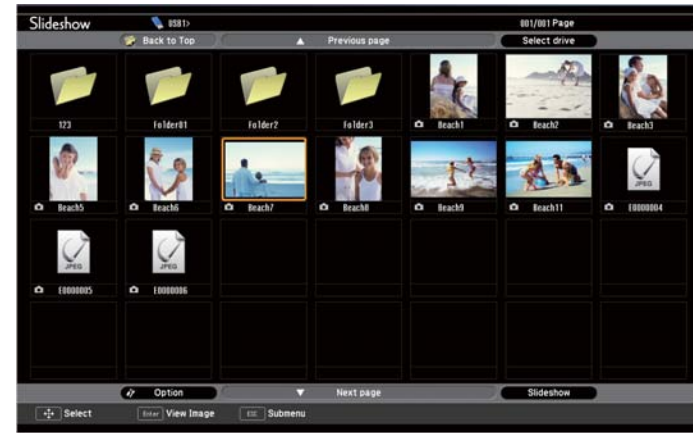 Slideshow USB1> 001/001 Page
Back to Top ▲ Previous page Select drive
123 Folder01 Folder2 Folder3 Beach1 Beach2 Beach3
Beach5 Beach6 Beach7 Beach8 Beach9 Beach11 JPEG E0000004
JPEG E0000005 JPEG E0000006
Option ▼ Next page Slideshow
Select Enter View Image ESC Submenu